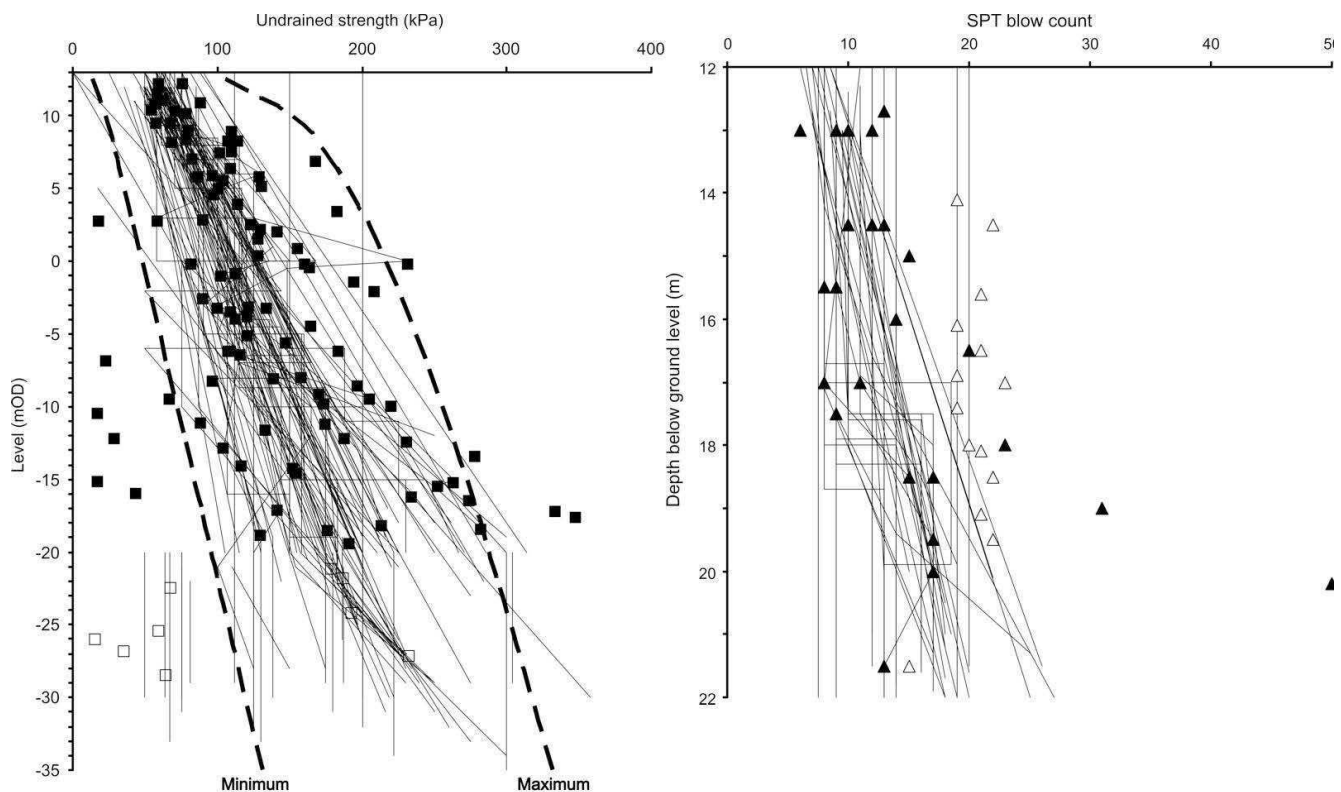 Undrained strength (kPa)
0 100 200 300 400
Level (mOD)
10
5
0
-5
-10
-15
-20
-25
-30
-35
Minimum
Maximum
SPT blow count
0 10 20 30 40 50
Depth below ground level (m)
12
14
16
18
20
22